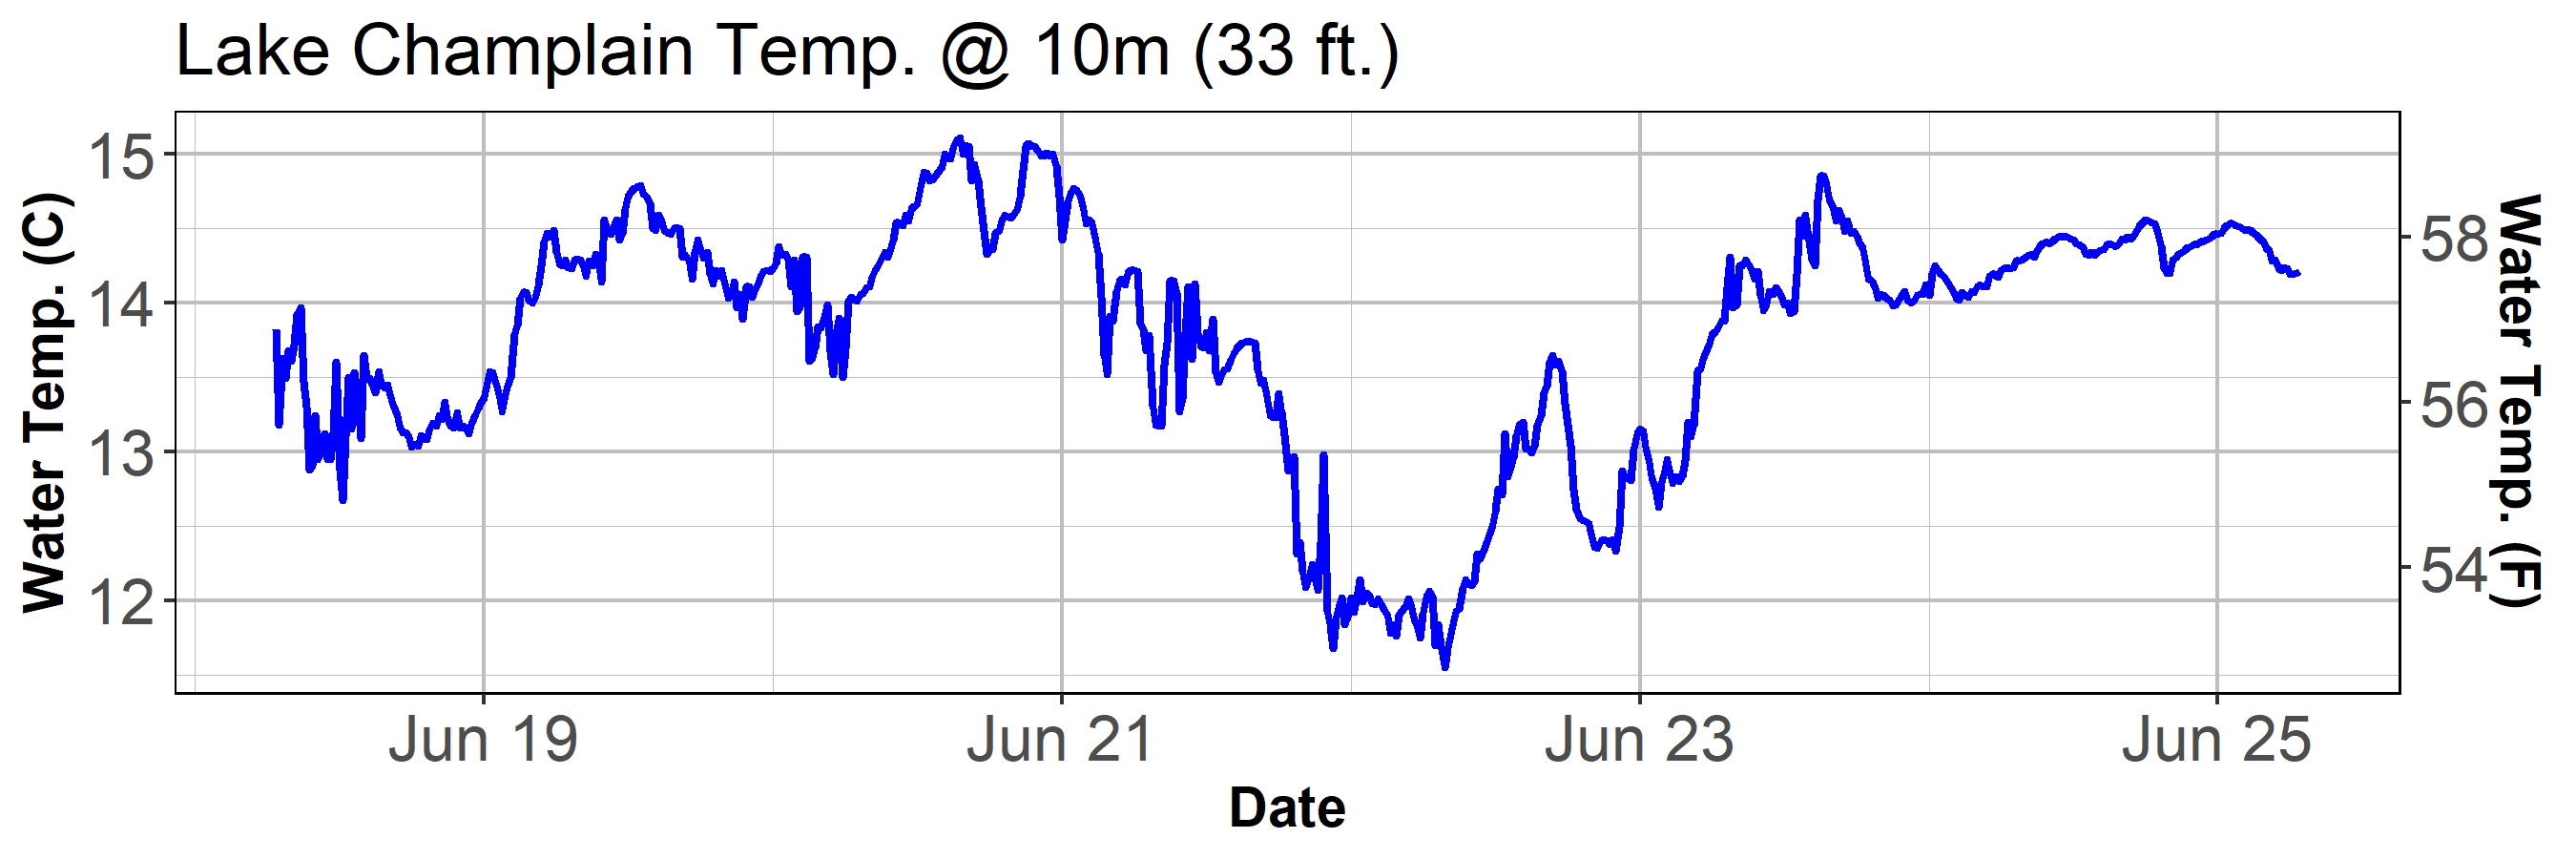 Lake Champlain Temp. @ 10m (33 ft.)
Water Temp. (C)
15
14
13
12
58
56
54
Water Temp. (F)
Jun 19
Jun 21
Jun 23
Jun 25
Date